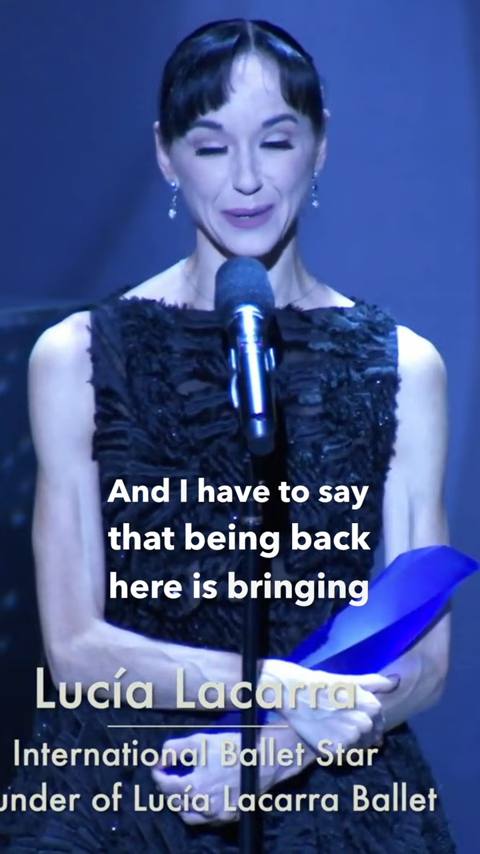 And I have to say
that being back
here is bringing
Lucía Lacarra
International Ballet Star
under of Lucía Lacarra Ballet